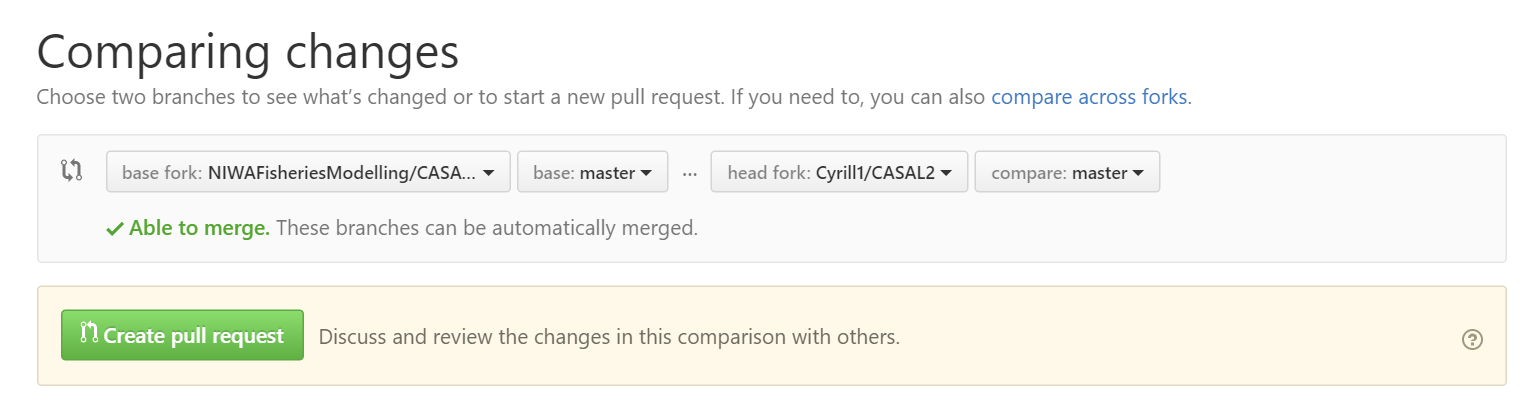 Comparing changes
Choose two branches to see what's changed or to start a new pull request. If you need to, you can also compare across forks.
base fork: NIWAFisheriesModelling/CASA... base: master ... head fork: Cyrill1/CASAL2 compare: master
Able to merge. These branches can be automatically merged.
Create pull request Discuss and review the changes in this comparison with others.